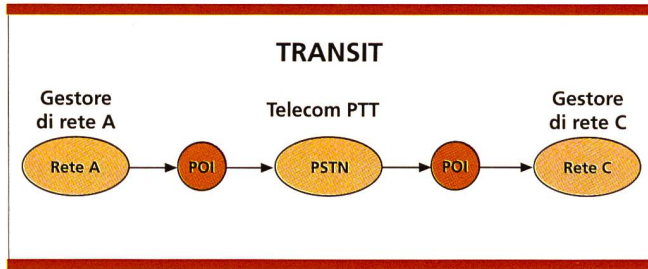 TRANSIT
Gestore
di rete A
Telecom PTT
Gestore
di rete C
Rete A
POI
PSTN
POI
Rete C